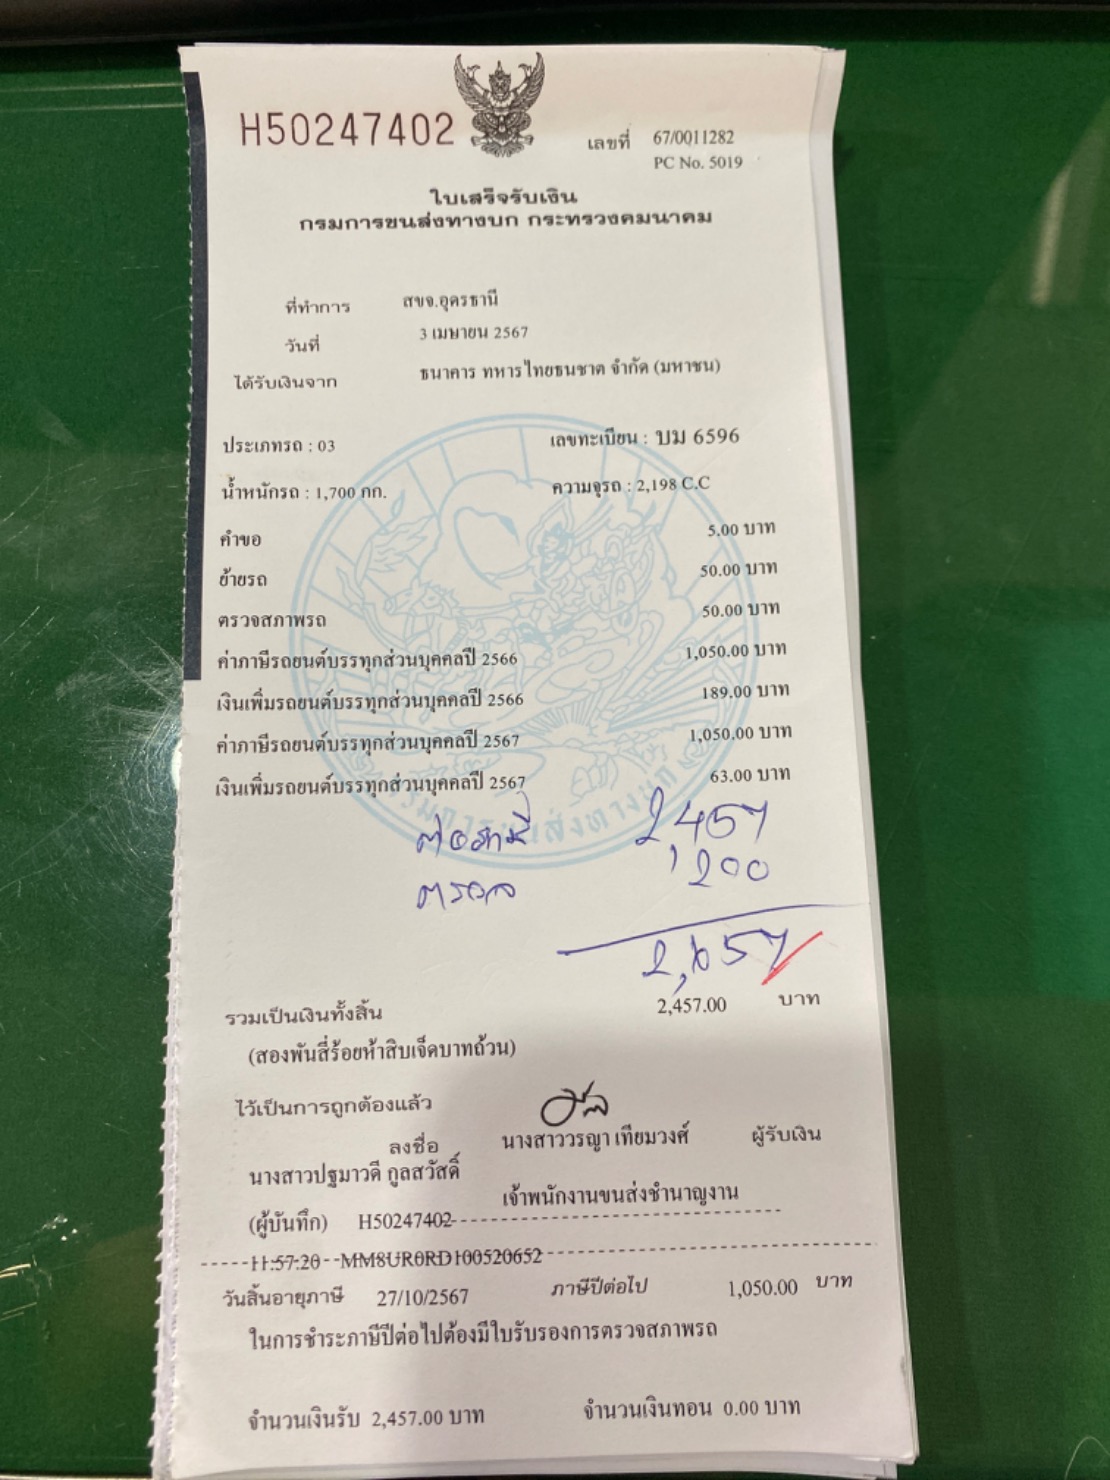 H50247402
เลขที่ 67/0011282
PC No. 5019
ใบเสร็จรับเงิน
กรมการขนส่งทางบก กระทรวงคมนาคม
ที่ทำการ สขจ.อุดรธานี
วันที่ 3 เมษายน 2567
ได้รับเงินจาก ธนาคาร ทหารไทยธนชาต จำกัด (มหาชน)
ประเภทรถ : 03 เลขทะเบียน : บม 6596
น้ำหนักรถ : 1,700 กก. ความจุรถ : 2,198 C.C
คำขอ 5.00 บาท
ย้ายรถ 50.00 บาท
ตรวจสภาพรถ 50.00 บาท
ค่าภาษีรถยนต์บรรทุกส่วนบุคคลปี 2566 1,050.00 บาท
เงินเพิ่มรถยนต์บรรทุกส่วนบุคคลปี 2566 189.00 บาท
ค่าภาษีรถยนต์บรรทุกส่วนบุคคลปี 2567 1,050.00 บาท
เงินเพิ่มรถยนต์บรรทุกส่วนบุคคลปี 2567 63.00 บาท
กรมการขนส่งทางบก
ต่อภาษี 2,457
ตรวจ 200
2,657
รวมเป็นเงินทั้งสิ้น 2,457.00 บาท
(สองพันสี่ร้อยห้าสิบเจ็ดบาทถ้วน)
ไว้เป็นการถูกต้องแล้ว
ลงชื่อ นางสาววรญา เทียมวงศ์ ผู้รับเงิน
นางสาวปฐมาวดี กูลสวัสดิ์
เจ้าพนักงานขนส่งชำนาญงาน
(ผู้บันทึก) H50247402
11:57:20 MM8UR0RD100520652
วันสิ้นอายุภาษี 27/10/2567 ภาษีปีต่อไป 1,050.00 บาท
ในการชำระภาษีปีต่อไปต้องมีใบรับรองการตรวจสภาพรถ
จำนวนเงินรับ 2,457.00 บาท จำนวนเงินทอน 0.00 บาท